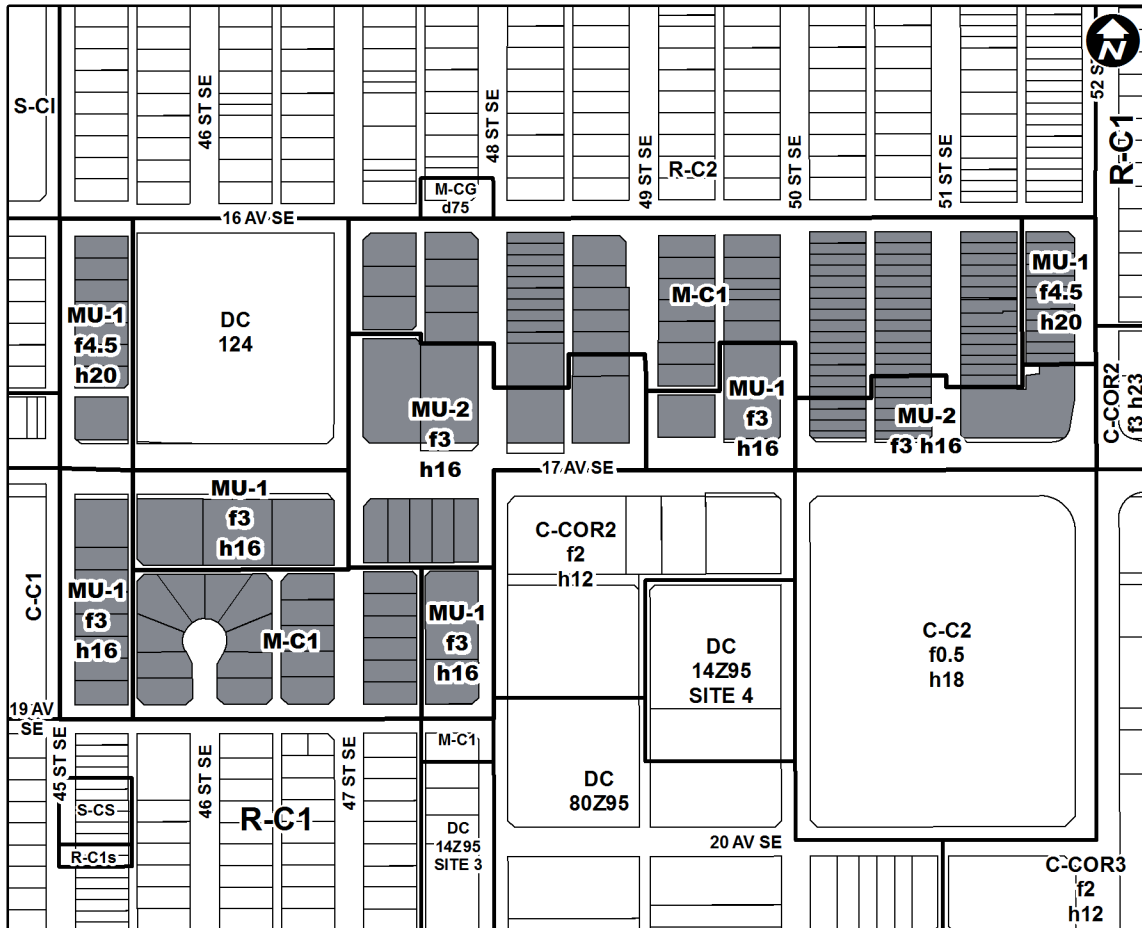 N
S-CI
46 ST SE
48 ST SE
49 ST SE
R-C2
50 ST SE
51 ST SE
R-C1
M-CG
d75
16 AV SE
MU-1
f4.5
h20
DC
124
M-C1
MU-1
f4.5
h20
MU-2
f3
h16
MU-1
f3
h16
MU-2
f3 h16
C-COR2
f3 h23
17 AV SE
MU-1
f3
h16
C-COR2
f2
h12
C-C1
MU-1
f3
h16
M-C1
MU-1
f3
h16
DC
14Z95
SITE 4
C-C2
f0.5
h18
19 AV
SE
45 ST SE
46 ST SE
47 ST SE
M-C1
S-CS
R-C1s
R-C1
DC
14Z95
SITE 3
DC
80Z95
20 AV SE
C-COR3
f2
h12